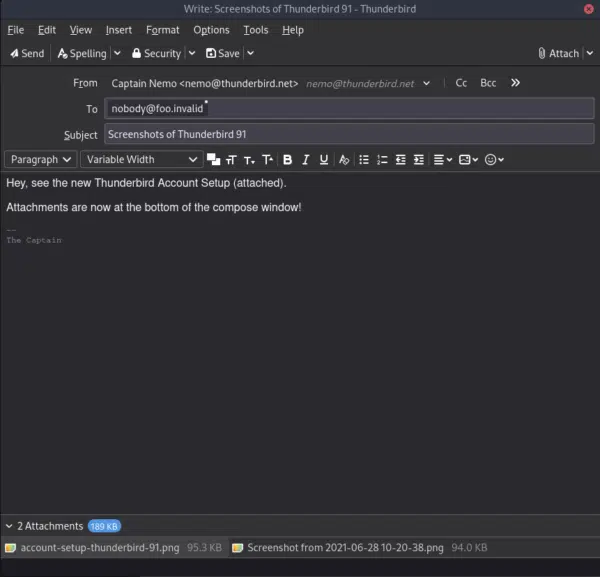 Write: Screenshots of Thunderbird 91 - Thunderbird
File Edit View Insert Format Options Tools Help
Send Spelling Security Save Attach
From Captain Nemo <nemo@thunderbird.net> nemo@thunderbird.net Cc Bcc »
To nobody@foo.invalid
Subject Screenshots of Thunderbird 91
Paragraph Variable Width B I U
Hey, see the new Thunderbird Account Setup (attached).
Attachments are now at the bottom of the compose window!
--
The Captain
2 Attachments 189 KB
account-setup-thunderbird-91.png 95.3 KB Screenshot from 2021-06-28 10-20-38.png 94.0 KB